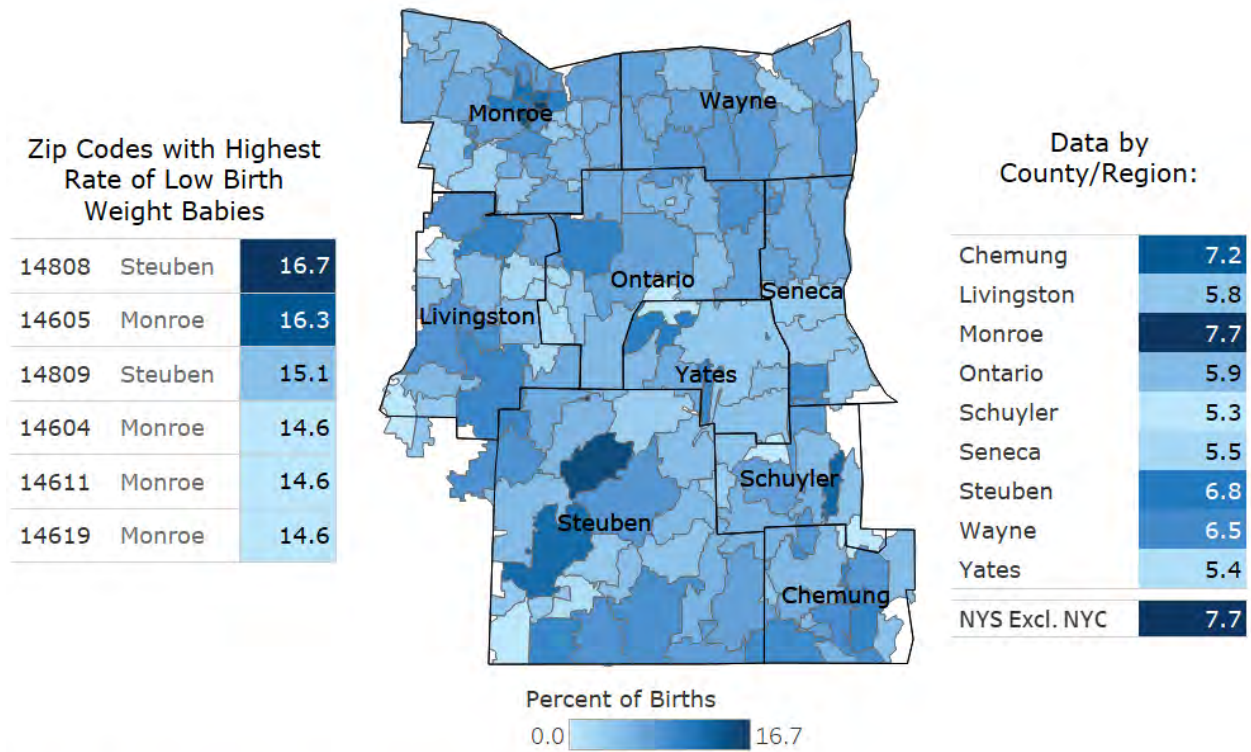 Zip Codes with Highest
Rate of Low Birth
Weight Babies
14808 Steuben 16.7
14605 Monroe 16.3
14809 Steuben 15.1
14604 Monroe 14.6
14611 Monroe 14.6
14619 Monroe 14.6
Monroe
Wayne
Ontario
Seneca
Livingston
Yates
Schuyler
Steuben
Chemung
Percent of Births
0.0 16.7
Data by
County/Region:
Chemung 7.2
Livingston 5.8
Monroe 7.7
Ontario 5.9
Schuyler 5.3
Seneca 5.5
Steuben 6.8
Wayne 6.5
Yates 5.4
NYS Excl. NYC 7.7